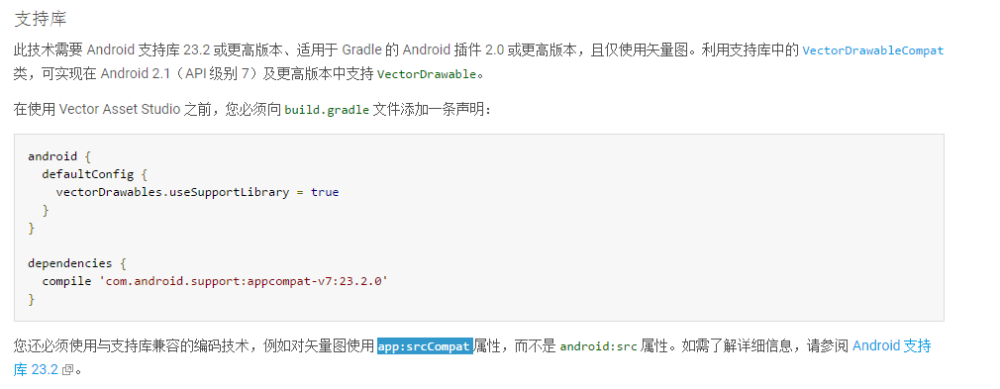 支持库
此技术需要 Android 支持库 23.2 或更高版本、适用于 Gradle 的 Android 插件 2.0 或更高版本，且仅使用矢量图。利用支持库中的 VectorDrawableCompat
类，可实现在 Android 2.1（API 级别 7）及更高版本中支持 VectorDrawable。
在使用 Vector Asset Studio 之前，您必须向 build.gradle 文件添加一条声明：
android {
  defaultConfig {
    vectorDrawables.useSupportLibrary = true
  }
}
dependencies {
  compile 'com.android.support:appcompat-v7:23.2.0'
}
您还必须使用与支持库兼容的编码技术，例如对矢量图使用 app:srcCompat 属性，而不是 android:src 属性。如需了解详细信息，请参阅 Android 支持
库 23.2 。